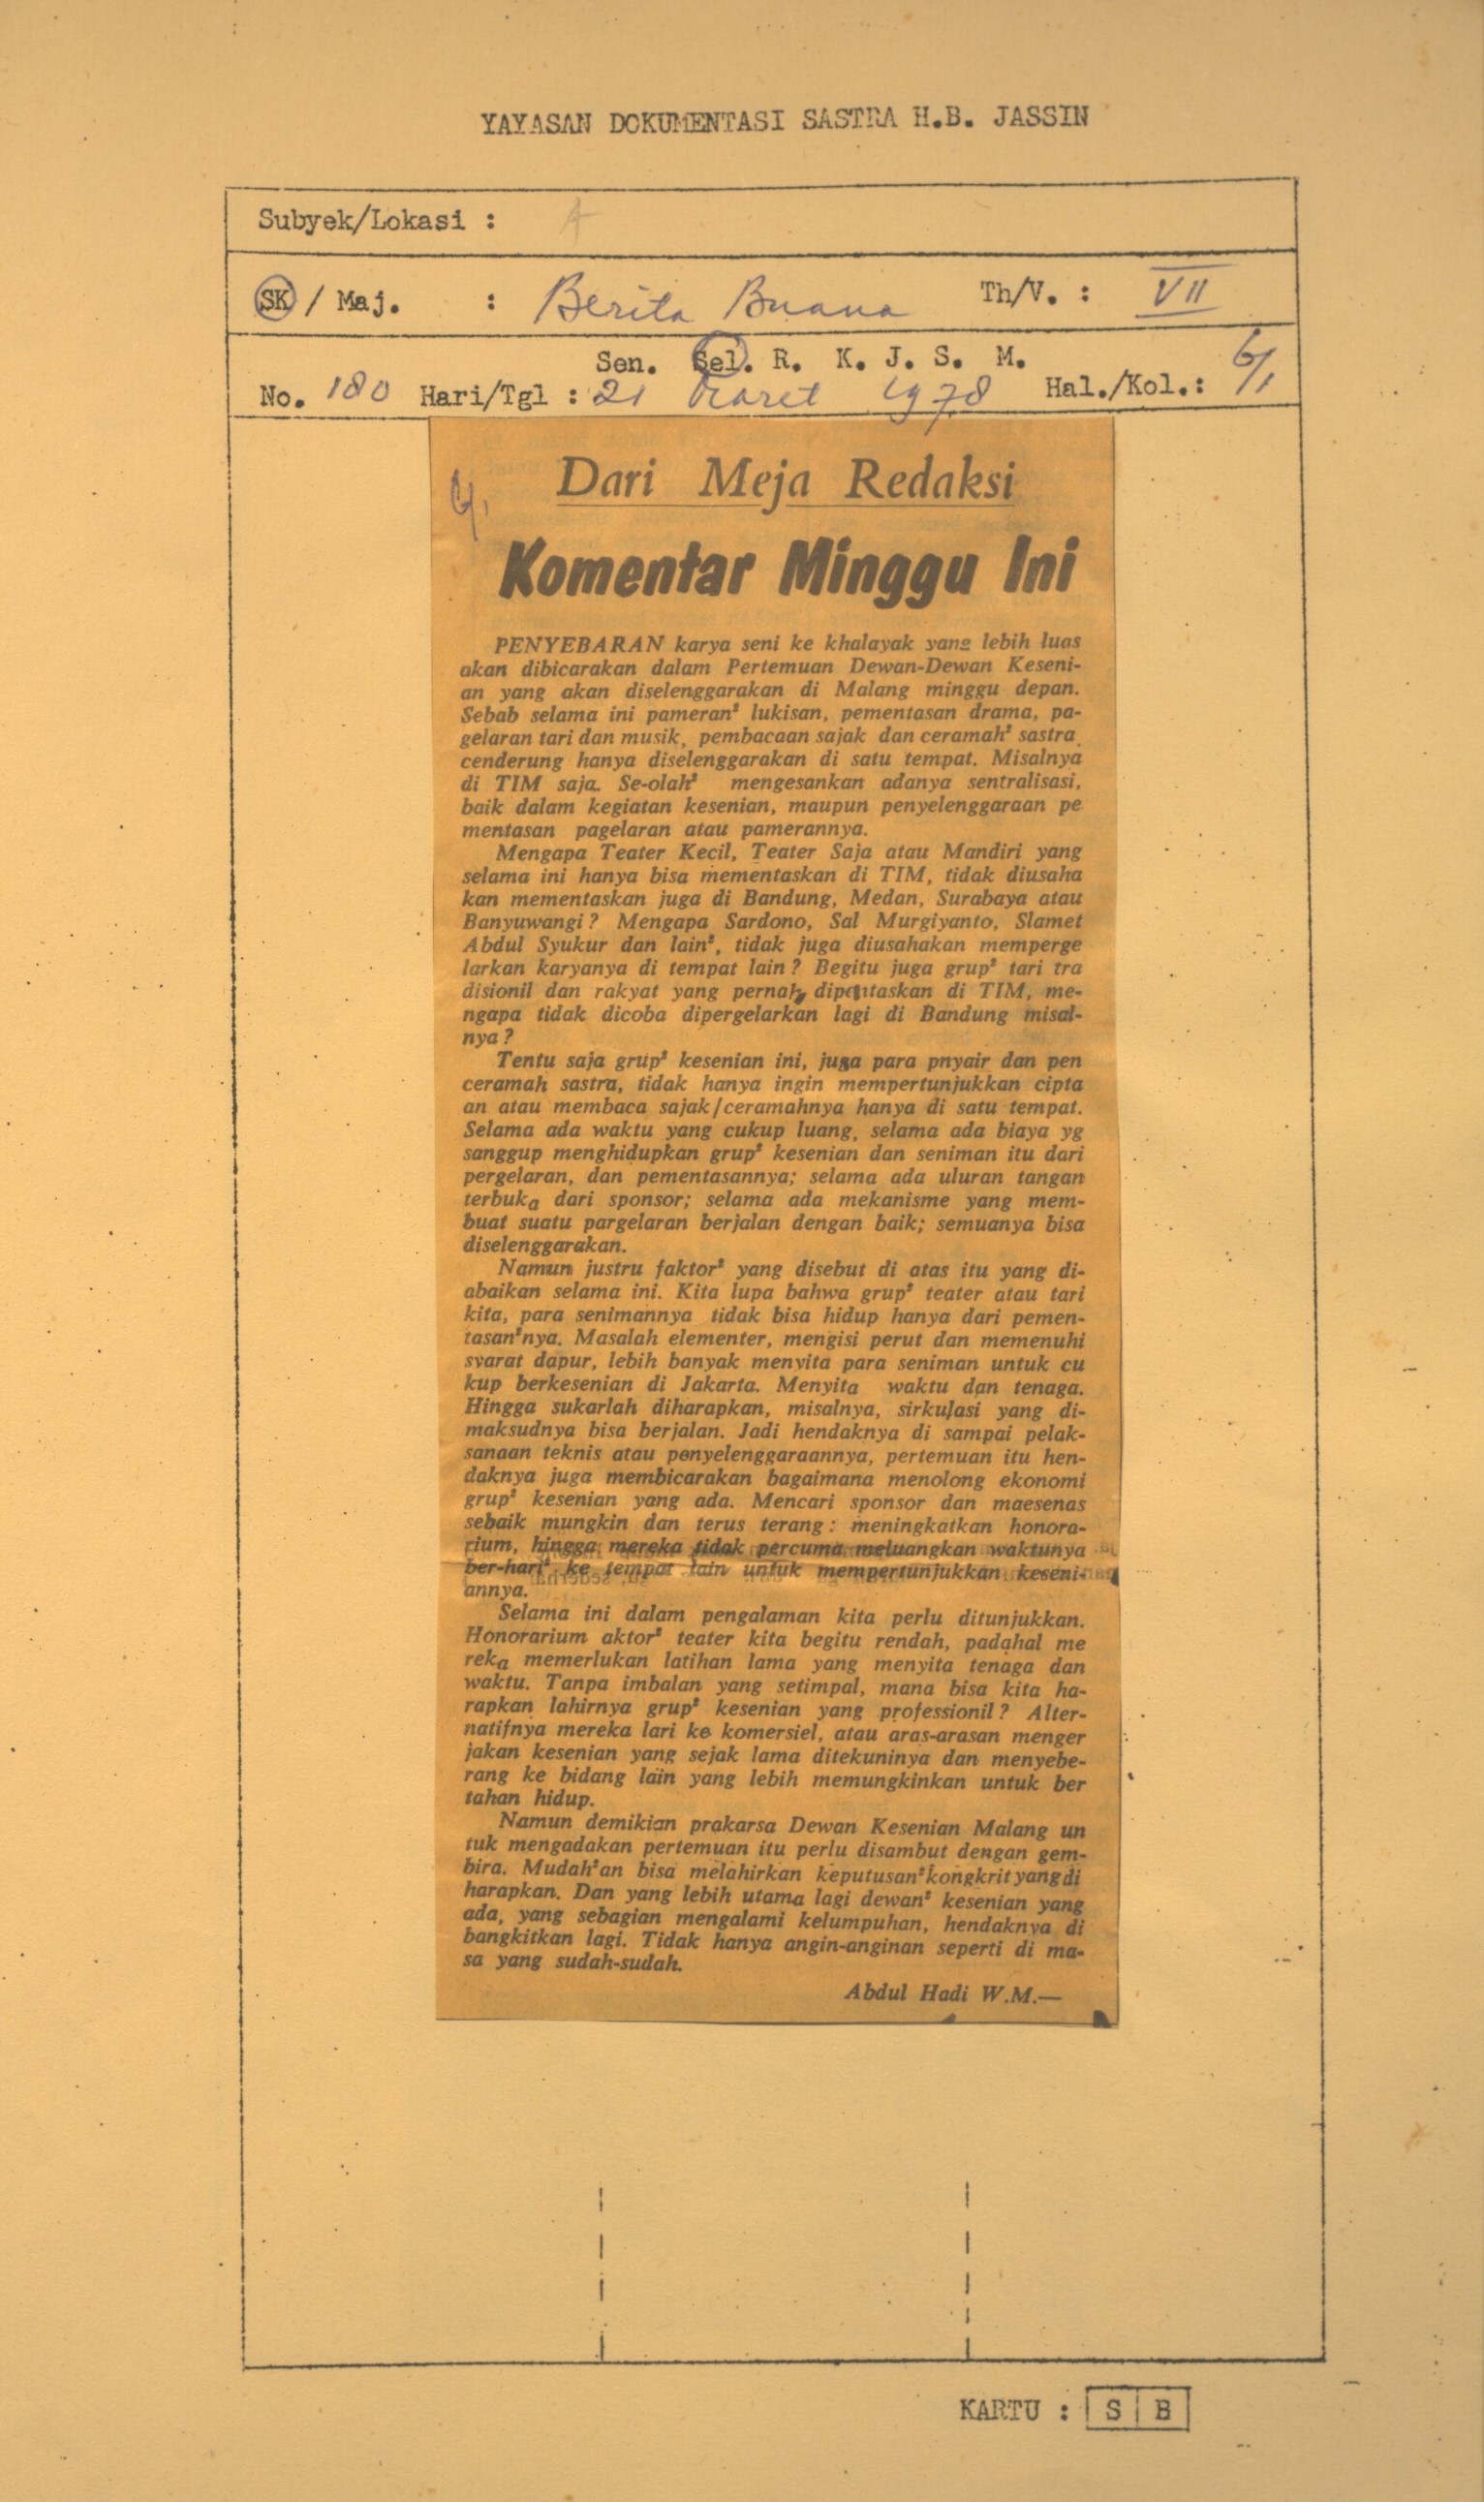 YAYASAN DOKUMENTASI SASTRA H.B. JASSIN
Subyek/Lokasi : A
SK / Maj. : Berita Buana Th/V. : VII
Sen. Sel. R. K. J. S. M.
No. 180 Hari/Tgl : 21 Maret 1978 Hal./Kol.: 6/1
6/1
Dari Meja Redaksi
Komentar Minggu Ini
PENYEBARAN karya seni ke khalayak yang lebih luas
akan dibicarakan dalam Pertemuan Dewan-Dewan Keseni-
an yang akan diselenggarakan di Malang minggu depan.
Sebab selama ini pameran² lukisan, pementasan drama, pa-
gelaran tari dan musik, pembacaan sajak dan ceramah² sastra
cenderung hanya diselenggarakan di satu tempat. Misalnya
di TIM saja. Se-olah² mengesankan adanya sentralisasi,
baik dalam kegiatan kesenian, maupun penyelenggaraan pe
mentasan pagelaran atau pamerannya.
Mengapa Teater Kecil, Teater Saja atau Mandiri yang
selama ini hanya bisa mementaskan di TIM, tidak diusaha
kan mementaskan juga di Bandung, Medan, Surabaya atau
Banyuwangi? Mengapa Sardono, Sal Murgiyanto, Slamet
Abdul Syukur dan lain², tidak juga diusahakan memperge
larkan karyanya di tempat lain? Begitu juga grup² tari tra
disionil dan rakyat yang pernah dipentaskan di TIM, me-
ngapa tidak dicoba dipergelarkan lagi di Bandung misal-
nya?
Tentu saja grup² kesenian ini, juga para pnyair dan pen
ceramah sastra, tidak hanya ingin mempertunjukkan cipta
an atau membaca sajak/ceramahnya hanya di satu tempat.
Selama ada waktu yang cukup luang, selama ada biaya yg
sanggup menghidupkan grup² kesenian dan seniman itu dari
pergelaran, dan pementasannya; selama ada uluran tangan
terbuka dari sponsor; selama ada mekanisme yang mem-
buat suatu pargelaran berjalan dengan baik; semuanya bisa
diselenggarakan.
Namun justru faktor² yang disebut di atas itu yang di-
abaikan selama ini. Kita lupa bahwa grup² teater atau tari
kita, para senimannya tidak bisa hidup hanya dari pemen-
tasan²nya. Masalah elementer, mengisi perut dan memenuhi
syarat dapur, lebih banyak menyita para seniman untuk cu
kup berkesenian di Jakarta. Menyita waktu dan tenaga.
Hingga sukarlah diharapkan, misalnya, sirkulasi yang di-
maksudnya bisa berjalan. Jadi hendaknya di sampai pelak-
sanaan teknis atau penyelenggaraannya, pertemuan itu hen-
daknya juga membicarakan bagaimana menolong ekonomi
grup² kesenian yang ada. Mencari sponsor dan maesenas
sebaik mungkin dan terus terang: meningkatkan honora-
rium, hingga mereka tidak percuma meluangkan waktunya
ber-hari² ke tempat lain untuk mempertunjukkan keseni-
annya.
Selama ini dalam pengalaman kita perlu ditunjukkan.
Honorarium aktor² teater kita begitu rendah, padahal me
reka memerlukan latihan lama yang menyita tenaga dan
waktu. Tanpa imbalan yang setimpal, mana bisa kita ha-
rapkan lahirnya grup² kesenian yang professionil? Alter-
natifnya mereka lari ke komersiel, atau aras-arasan menger
jakan kesenian yang sejak lama ditekuninya dan menyebe-
rang ke bidang lain yang lebih memungkinkan untuk ber
tahan hidup.
Namun demikian prakarsa Dewan Kesenian Malang un
tuk mengadakan pertemuan itu perlu disambut dengan gem-
bira. Mudah²an bisa melahirkan keputusan² kongkrit yang di
harapkan. Dan yang lebih utama lagi dewan² kesenian yang
ada, yang sebagian mengalami kelumpuhan, hendaknya di
bangkitkan lagi. Tidak hanya angin-anginan seperti di ma-
sa yang sudah-sudah.
Abdul Hadi W.M.—
KARTU : S B